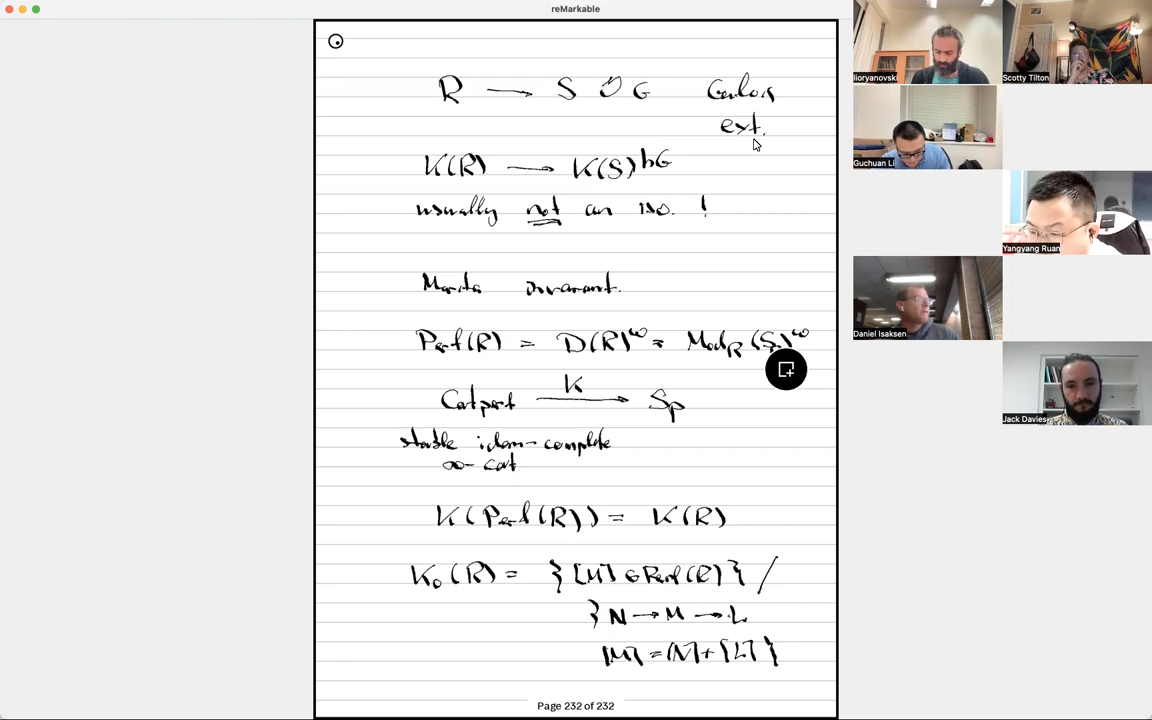 reMarkable
R → S ↻ G Galois
ext.
K(R) → K(S)^hG
usually not an iso. !
Morita invariant.
Perf(R) = D(R)^ω = Mod_R(Sp)^ω
Catperf —K→ Sp
stable idem-complete
∞-cat
K(Perf(R)) = K(R)
K₀(R) = {[M] ∈ Perf(R)} /
{N → M → L
[M] = [N] + [L]}
Page 232 of 232
lioryanovski
Scotty Tilton
Guchuan Li
Yangyang Ruan
Daniel Isaksen
Jack Davies